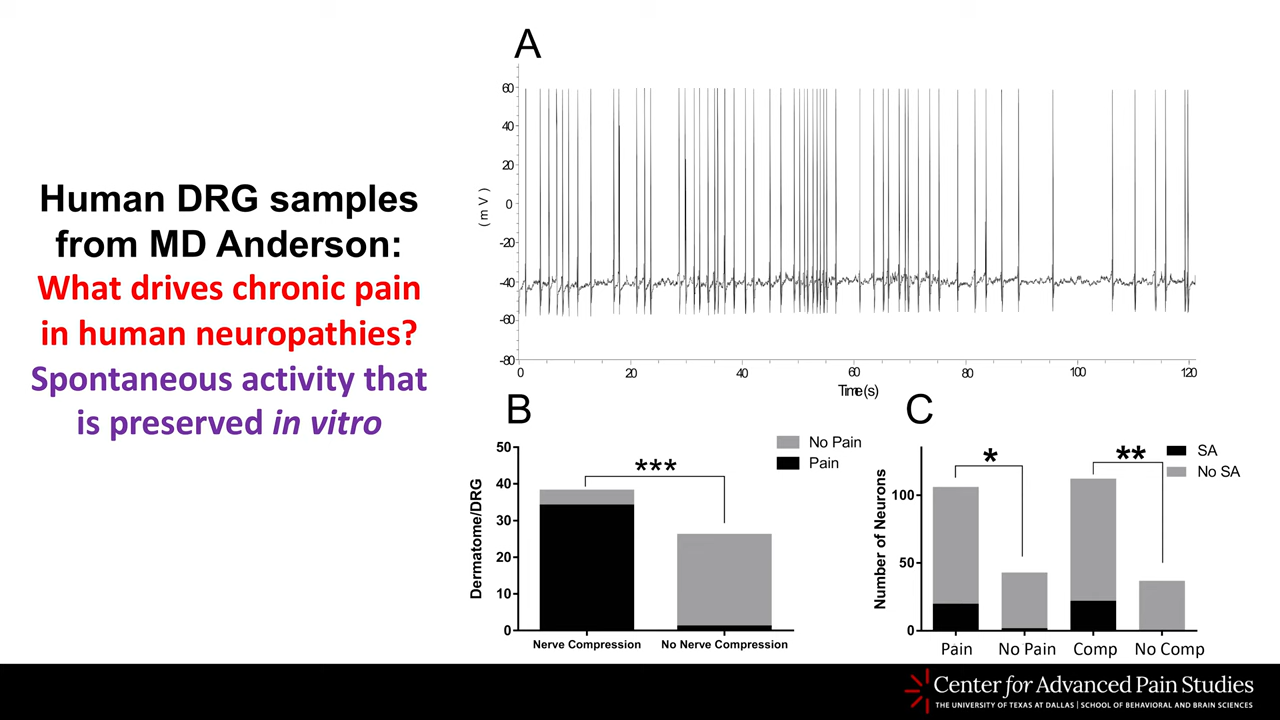 Human DRG samples
from MD Anderson:
What drives chronic pain
in human neuropathies?
Spontaneous activity that
is preserved in vitro
A
60
40
20
0
-20
-40
-60
-80
(mV)
0 20 40 60 80 100 120
Time(s)
B
No Pain
Pain
***
50
40
30
20
10
0
Dermatome/DRG
Nerve Compression No Nerve Compression
C
SA
No SA
* **
100
50
0
Number of Neurons
Pain No Pain Comp No Comp
Center for Advanced Pain Studies
THE UNIVERSITY OF TEXAS AT DALLAS | SCHOOL OF BEHAVIORAL AND BRAIN SCIENCES